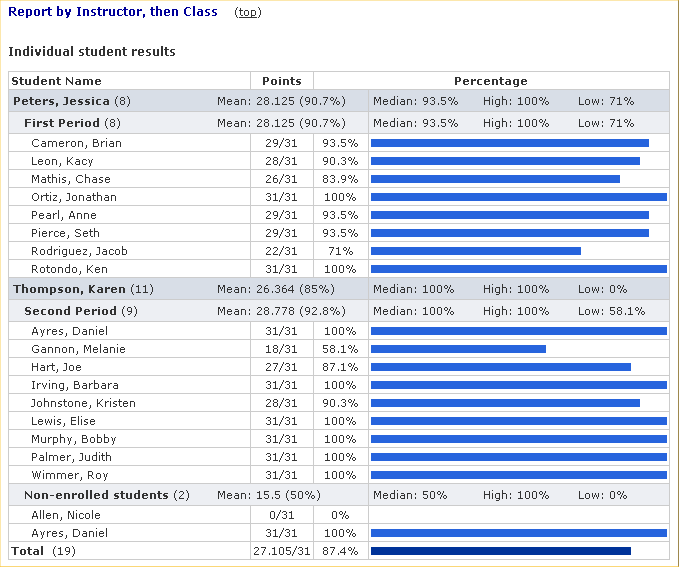 Report by Instructor, then Class (top)
Individual student results
Student Name Points Percentage
Peters, Jessica (8) Mean: 28.125 (90.7%) Median: 93.5% High: 100% Low: 71%
First Period (8) Mean: 28.125 (90.7%) Median: 93.5% High: 100% Low: 71%
Cameron, Brian 29/31 93.5%
Leon, Kacy 28/31 90.3%
Mathis, Chase 26/31 83.9%
Ortiz, Jonathan 31/31 100%
Pearl, Anne 29/31 93.5%
Pierce, Seth 29/31 93.5%
Rodriguez, Jacob 22/31 71%
Rotondo, Ken 31/31 100%
Thompson, Karen (11) Mean: 26.364 (85%) Median: 100% High: 100% Low: 0%
Second Period (9) Mean: 28.778 (92.8%) Median: 100% High: 100% Low: 58.1%
Ayres, Daniel 31/31 100%
Gannon, Melanie 18/31 58.1%
Hart, Joe 27/31 87.1%
Irving, Barbara 31/31 100%
Johnstone, Kristen 28/31 90.3%
Lewis, Elise 31/31 100%
Murphy, Bobby 31/31 100%
Palmer, Judith 31/31 100%
Wimmer, Roy 31/31 100%
Non-enrolled students (2) Mean: 15.5 (50%) Median: 50% High: 100% Low: 0%
Allen, Nicole 0/31 0%
Ayres, Daniel 31/31 100%
Total (19) 27.105/31 87.4%